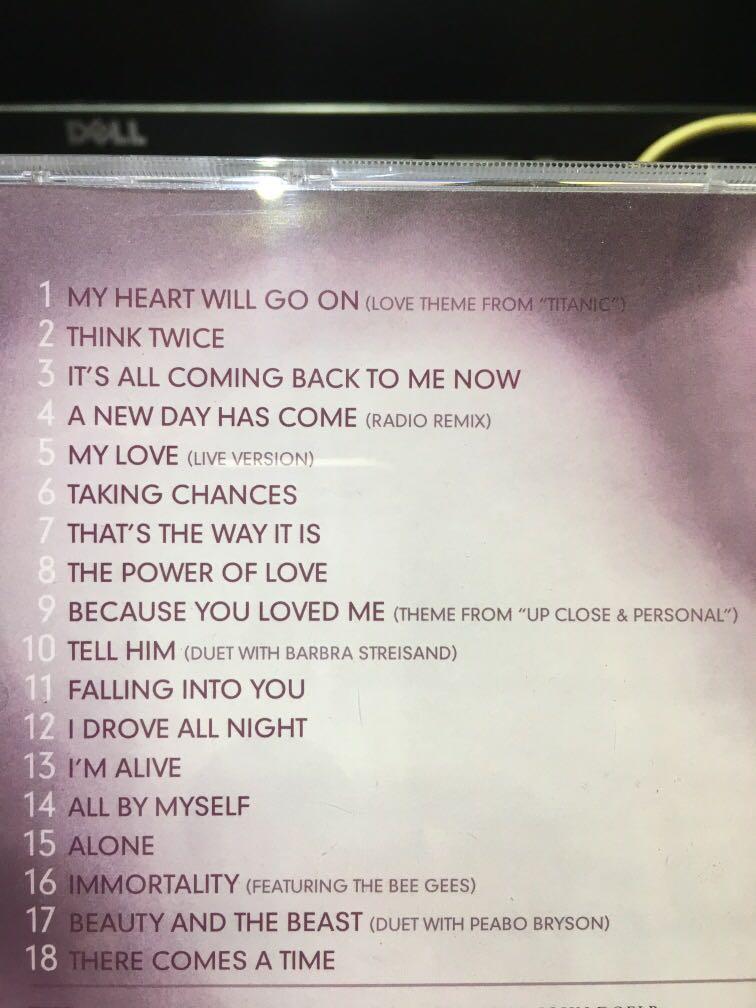 DELL
1 MY HEART WILL GO ON (LOVE THEME FROM "TITANIC")
2 THINK TWICE
3 IT'S ALL COMING BACK TO ME NOW
4 A NEW DAY HAS COME (RADIO REMIX)
5 MY LOVE (LIVE VERSION)
6 TAKING CHANCES
7 THAT'S THE WAY IT IS
8 THE POWER OF LOVE
9 BECAUSE YOU LOVED ME (THEME FROM "UP CLOSE & PERSONAL")
10 TELL HIM (DUET WITH BARBRA STREISAND)
11 FALLING INTO YOU
12 I DROVE ALL NIGHT
13 I'M ALIVE
14 ALL BY MYSELF
15 ALONE
16 IMMORTALITY (FEATURING THE BEE GEES)
17 BEAUTY AND THE BEAST (DUET WITH PEABO BRYSON)
18 THERE COMES A TIME